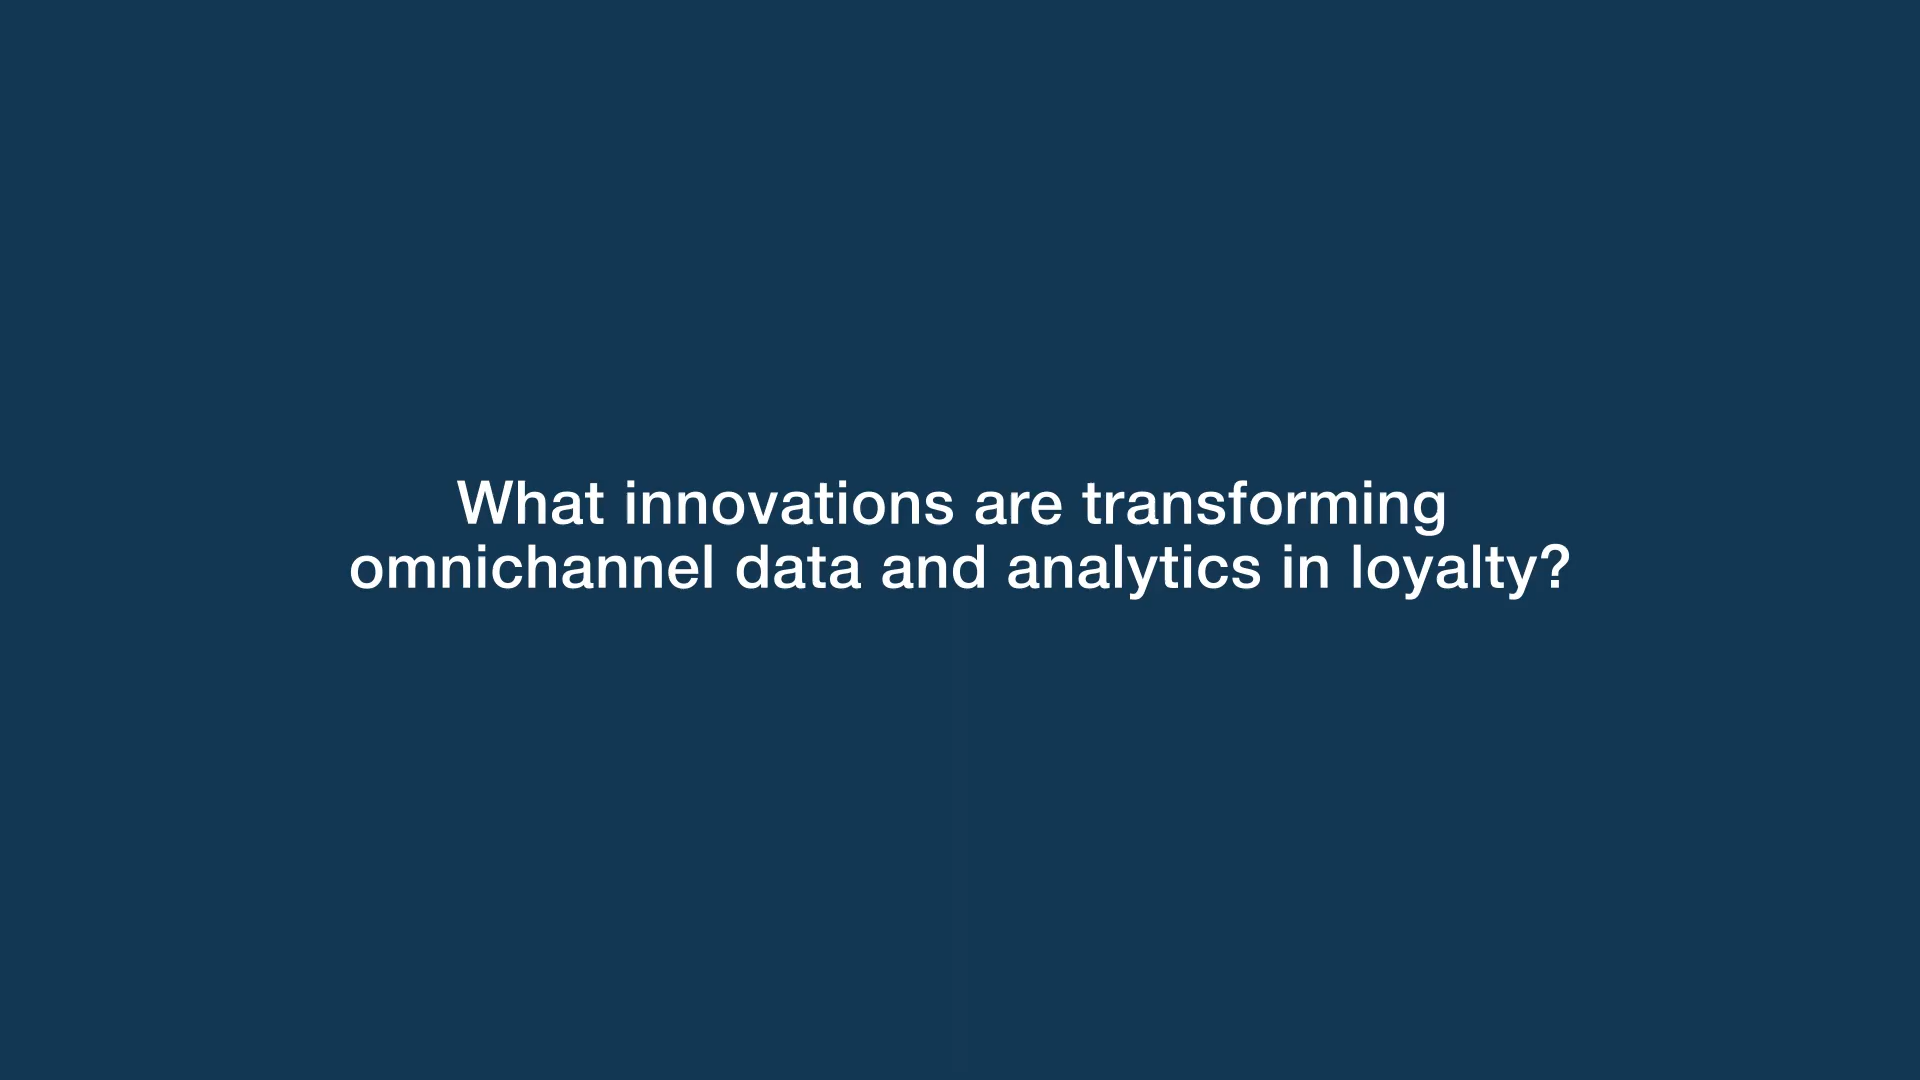 What innovations are transforming
omnichannel data and analytics in loyalty?